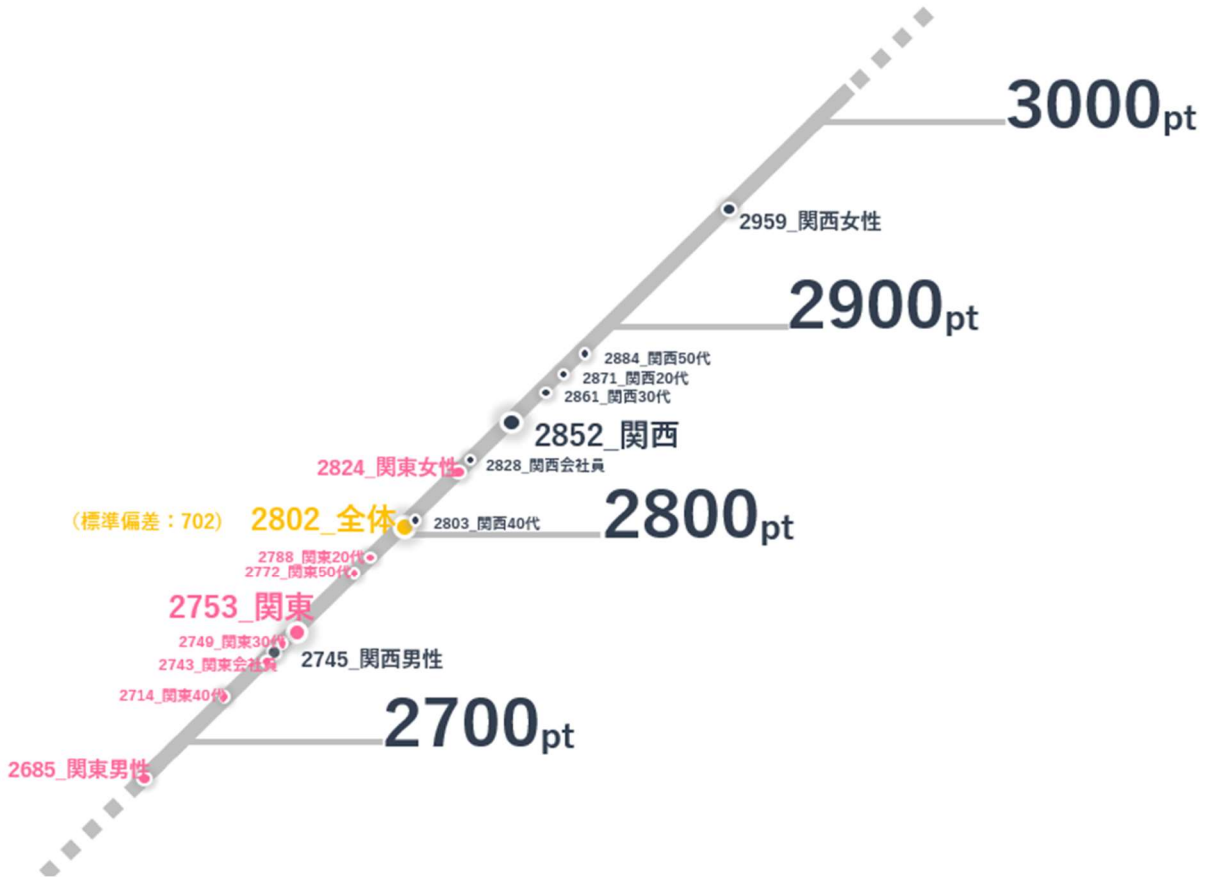 3000pt
2959_関西女性
2900pt
2884_関西50代
2871_関西20代
2861_関西30代
2852_関西
2824_関東女性
2828_関西会社員
2800pt
(標準偏差：702)
2802_全体
2803_関西40代
2788_関東20代
2772_関東50代
2753_関東
2749_関東30代
2745_関西男性
2743_関東会社員
2714_関東40代
2700pt
2685_関東男性